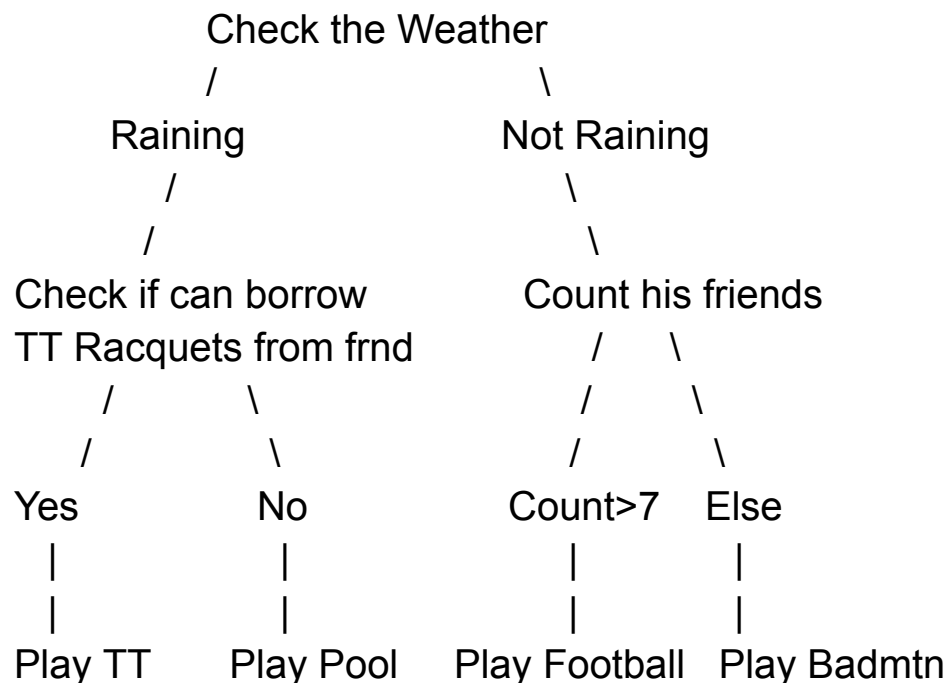 Check the Weather
/ \
Raining Not Raining
/ \
/ \
Check if can borrow Count his friends
TT Racquets from frnd / \
/ \ / \
/ \ / \
Yes No Count>7 Else
| | | |
| | | |
Play TT Play Pool Play Football Play Badmtn